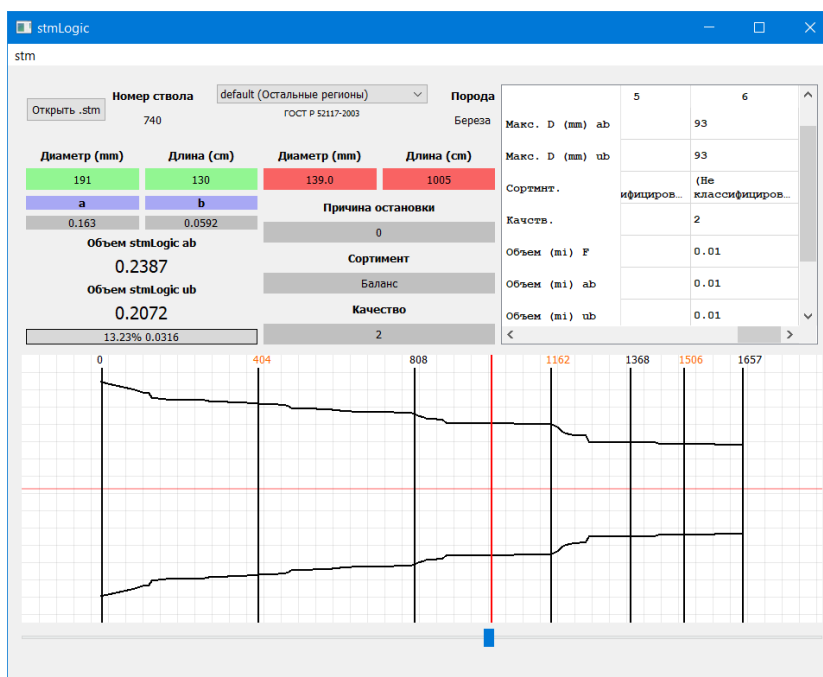 stmLogic
stm
Открыть .stm
Номер ствола
740
default (Остальные регионы)
ГОСТ Р 52117-2003
Порода
Береза
Диаметр (mm) Длина (cm) Диаметр (mm) Длина (cm)
191 130 139.0 1005
a b
0.163 0.0592
Причина остановки
0
Объем stmLogic ab
0.2387
Сортимент
Баланс
Объем stmLogic ub
0.2072
Качество
2
13.23% 0.0316
5 6
Макс. D (mm) ab 93
Макс. D (mm) ub 93
Сортмнт. ифициров... (Не
классифициров...
Качств. 2
Объем (mi) F 0.01
Объем (mi) ab 0.01
Объем (mi) ub 0.01
0 404 808 1162 1368 1506 1657